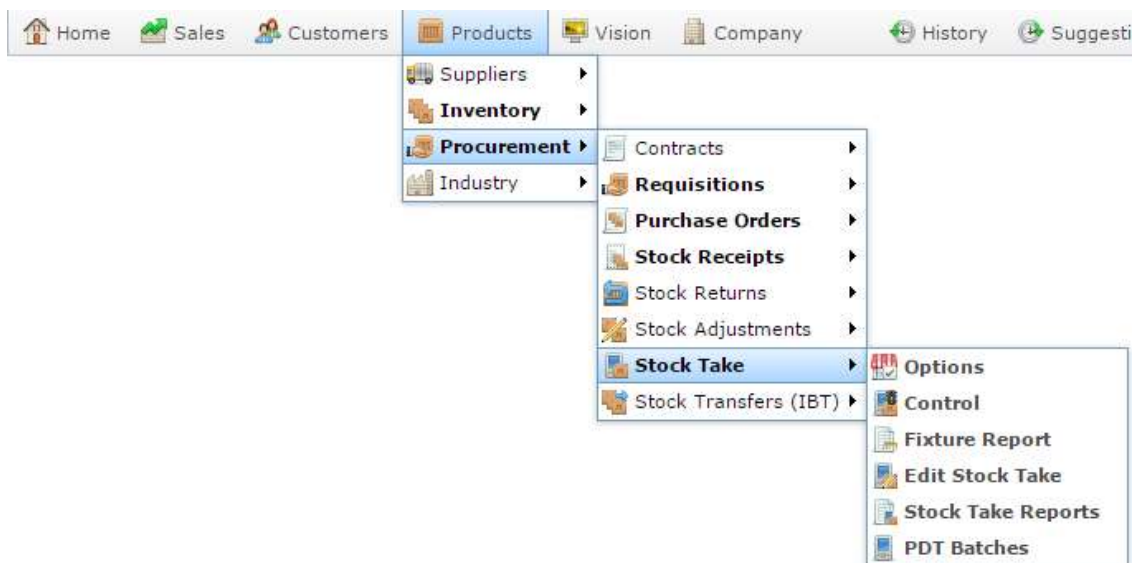 Home Sales Customers Products Vision Company History Suggesti
Suppliers
Inventory
Procurement
Industry
Contracts
Requisitions
Purchase Orders
Stock Receipts
Stock Returns
Stock Adjustments
Stock Take
Stock Transfers (IBT)
Options
Control
Fixture Report
Edit Stock Take
Stock Take Reports
PDT Batches